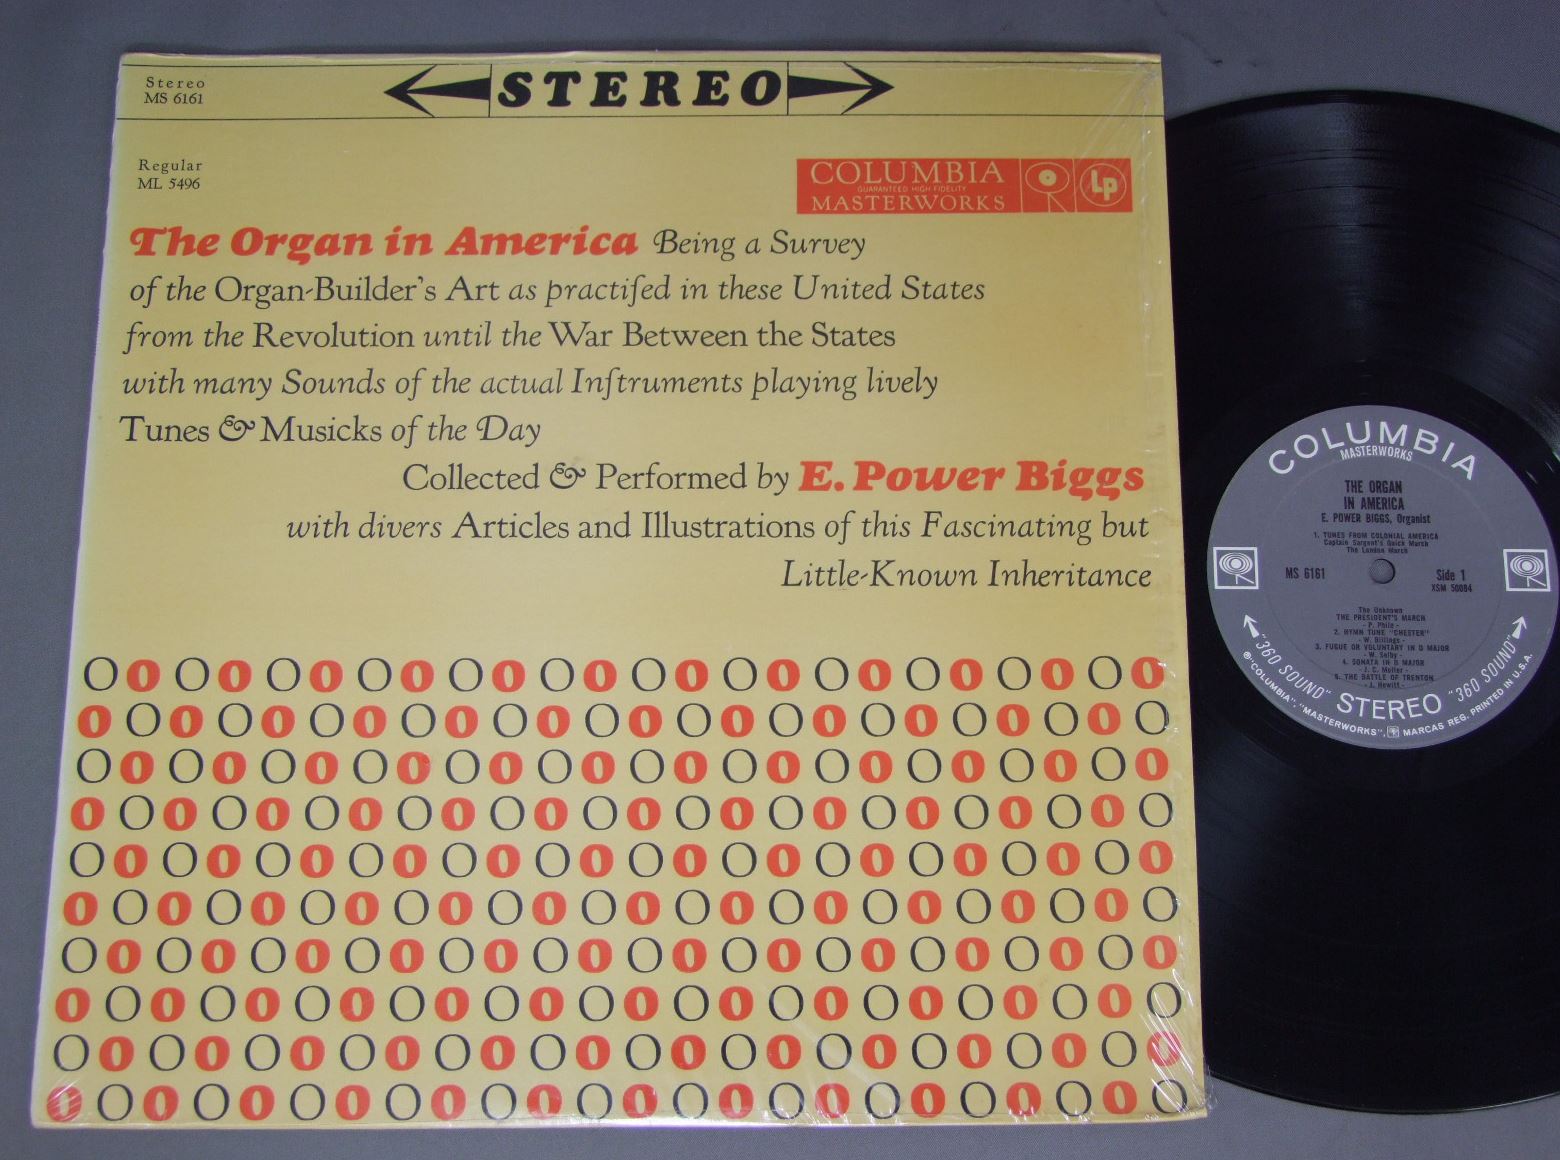 Stereo
MS 6161
STEREO
Regular
ML 5496
COLUMBIA
GUARANTEED HIGH FIDELITY
MASTERWORKS
Lp
The Organ in America Being a Survey
of the Organ-Builder's Art as practiſed in these United States
from the Revolution until the War Between the States
with many Sounds of the actual Inſtruments playing lively
Tunes & Musicks of the Day
Collected & Performed by E. Power Biggs
with divers Articles and Illustrations of this Fascinating but
Little-Known Inheritance
O O O O O O O O O O O O O O O O O O O O O O O O
O O O O O O O O O O O O O O O O O O O O O O O O
O O O O O O O O O O O O O O O O O O O O O O O O
O O O O O O O O O O O O O O O O O O O O O O O O
O O O O O O O O O O O O O O O O O O O O O O O O
O O O O O O O O O O O O O O O O O O O O O O O O
O O O O O O O O O O O O O O O O O O O O O O O O
O O O O O O O O O O O O O O O O O O O O O O O O
O O O O O O O O O O O O O O O O O O O O O O O O
O O O O O O O O O O O O O O O O O O O O O O O O
COLUMBIA
MASTERWORKS
THE ORGAN
IN AMERICA
E. POWER BIGGS, Organist
1. TUNES FROM COLONIAL AMERICA
Captain Sargent's Quick March
The London March
MS 6161
Side 1
XSM 50084
The Unknown
THE PRESIDENT'S MARCH
- P. Phile -
2. HYMN TUNE "CHESTER"
- W. Billings -
3. FUGUE OR VOLUNTARY IN D MAJOR
- W. Selby -
4. SONATA IN D MAJOR
- J. C. Moller -
5. THE BATTLE OF TRENTON
- J. Hewitt -
"360 SOUND" STEREO "360 SOUND"
℗"COLUMBIA", "MASTERWORKS", MARCAS REG. PRINTED IN U.S.A.